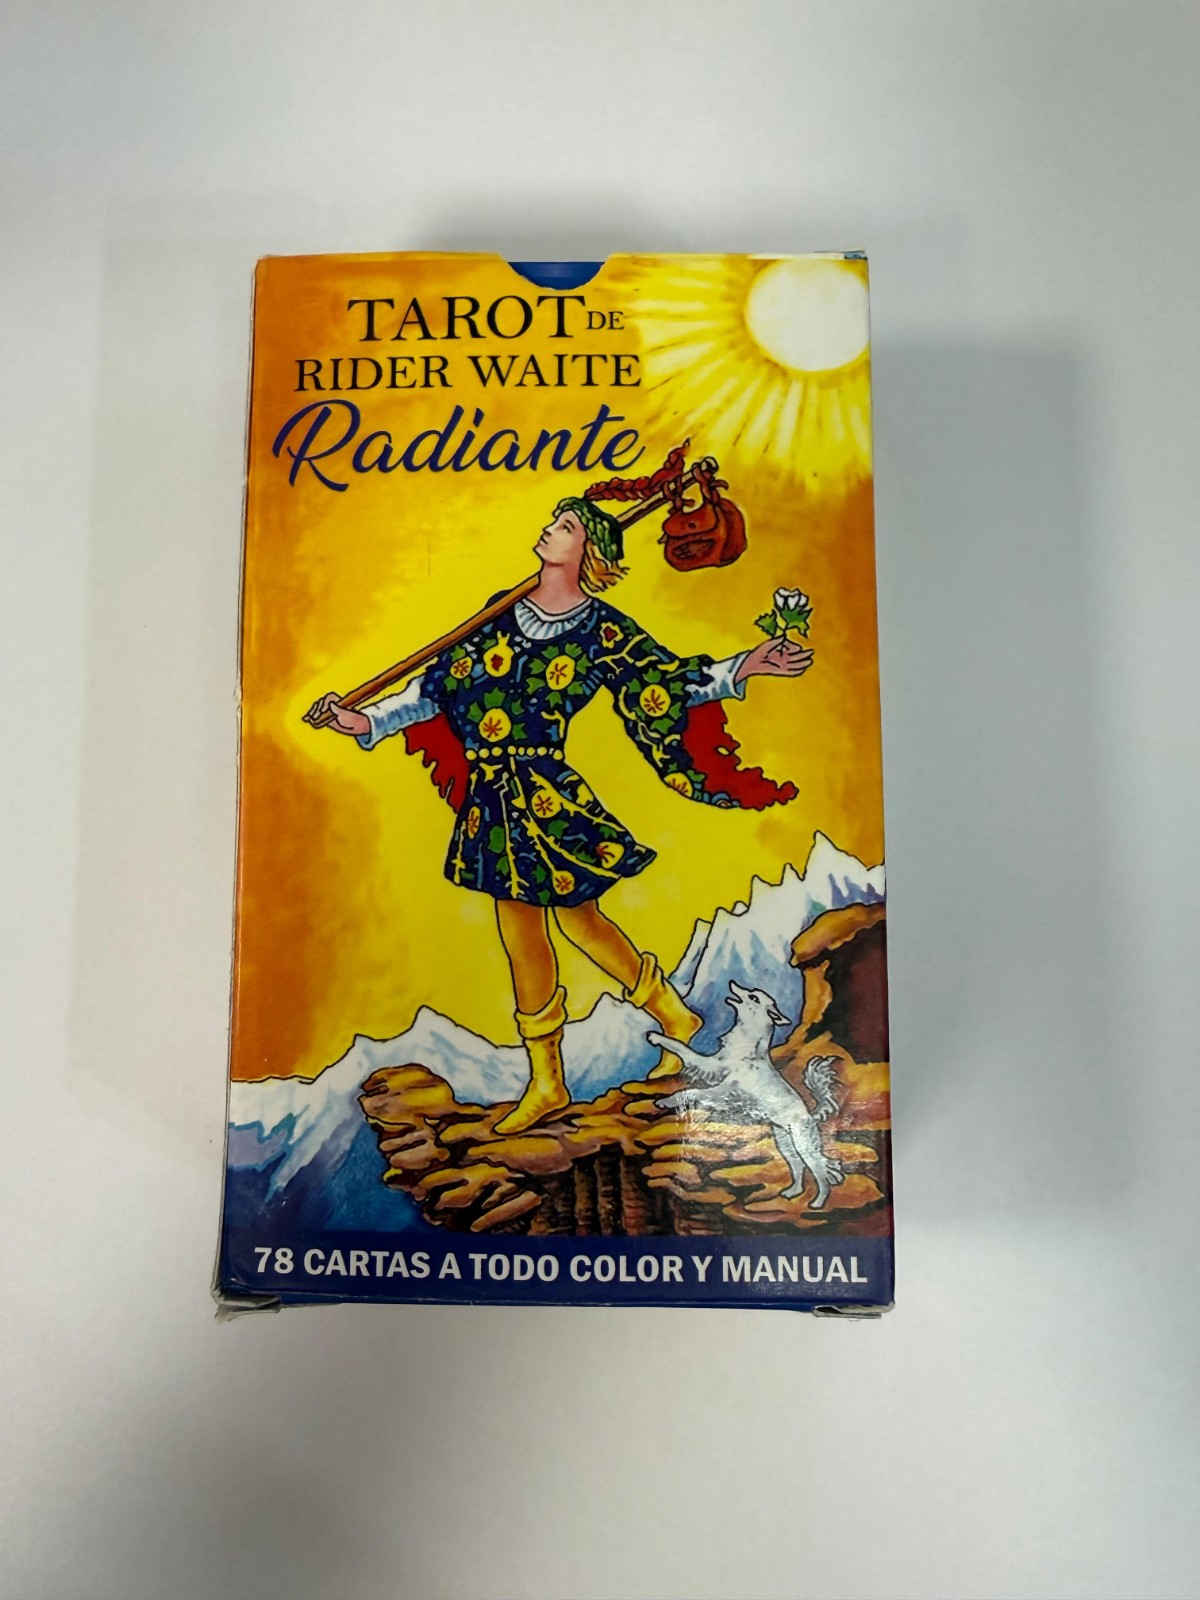 TAROT DE
RIDER WAITE
Radiante
78 CARTAS A TODO COLOR Y MANUAL